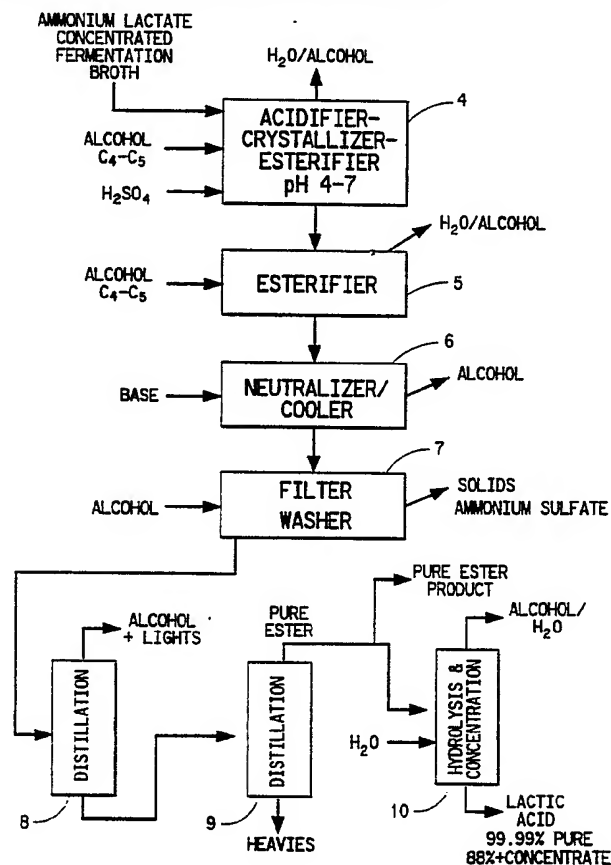 AMMONIUM LACTATE
CONCENTRATED
FERMENTATION
BROTH
H₂O/ALCOHOL
4
ALCOHOL
C₄-C₅
H₂SO₄
ACIDIFIER-
CRYSTALLIZER-
ESTERIFIER
pH 4-7
H₂O/ALCOHOL
ALCOHOL
C₄-C₅
ESTERIFIER
5
6
BASE
NEUTRALIZER/
COOLER
ALCOHOL
7
ALCOHOL
FILTER
WASHER
SOLIDS
AMMONIUM SULFATE
ALCOHOL
+ LIGHTS
DISTILLATION
8
PURE
ESTER
PURE ESTER
PRODUCT
DISTILLATION
9
HEAVIES
ALCOHOL/
H₂O
H₂O
HYDROLYSIS &
CONCENTRATION
10
LACTIC
ACID
99.99% PURE
88%+CONCENTRATE